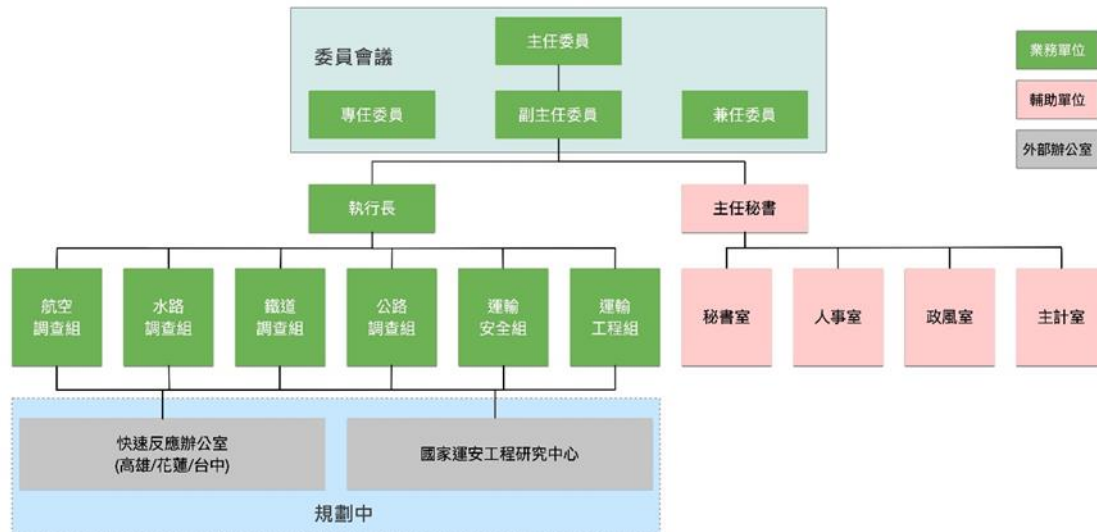 委員會議
主任委員
專任委員
副主任委員
兼任委員
業務單位
輔助單位
外部辦公室
執行長
主任秘書
航空
調查組
水路
調查組
鐵道
調查組
公路
調查組
運輸
安全組
運輸
工程組
秘書室
人事室
政風室
主計室
快速反應辦公室
(高雄/花蓮/台中)
國家運安工程研究中心
規劃中